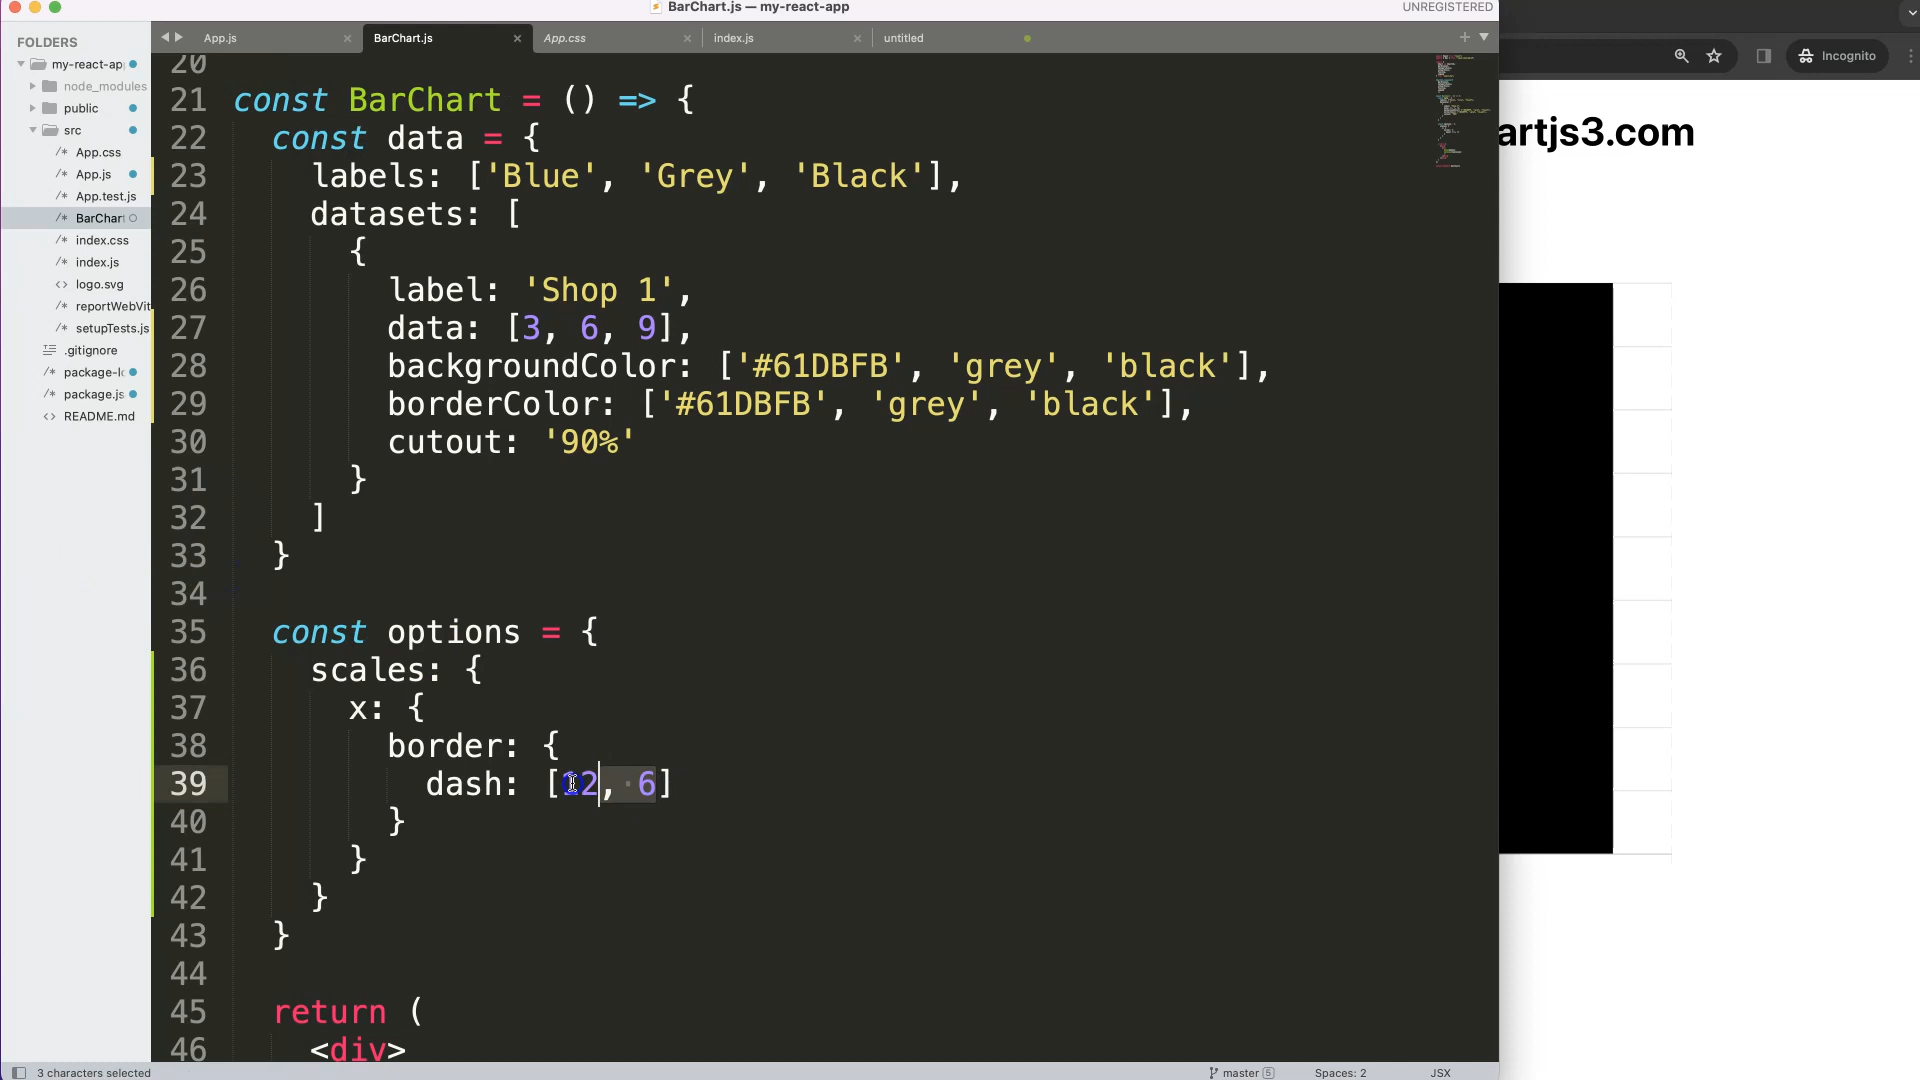 BarChart.js — my-react-app
UNREGISTERED
FOLDERS
my-react-ap
node_modules
public
src
App.css
App.js
App.test.js
BarChar
index.css
index.js
logo.svg
reportWebVit
setupTests.js
.gitignore
package-l
package.js
README.md
App.js
BarChart.js
App.css
index.js
untitled
Incognito
artjs3.com
20
21 const BarChart = () => {
22 const data = {
23 labels: ['Blue', 'Grey', 'Black'],
24 datasets: [
25 {
26 label: 'Shop 1',
27 data: [3, 6, 9],
28 backgroundColor: ['#61DBFB', 'grey', 'black'],
29 borderColor: ['#61DBFB', 'grey', 'black'],
30 cutout: '90%'
31 }
32 ]
33 }
34
35 const options = {
36 scales: {
37 x: {
38 border: {
39 dash: [12, 6]
40 }
41 }
42 }
43 }
44
45 return (
46 <div>
3 characters selected
master 5
Spaces: 2
JSX